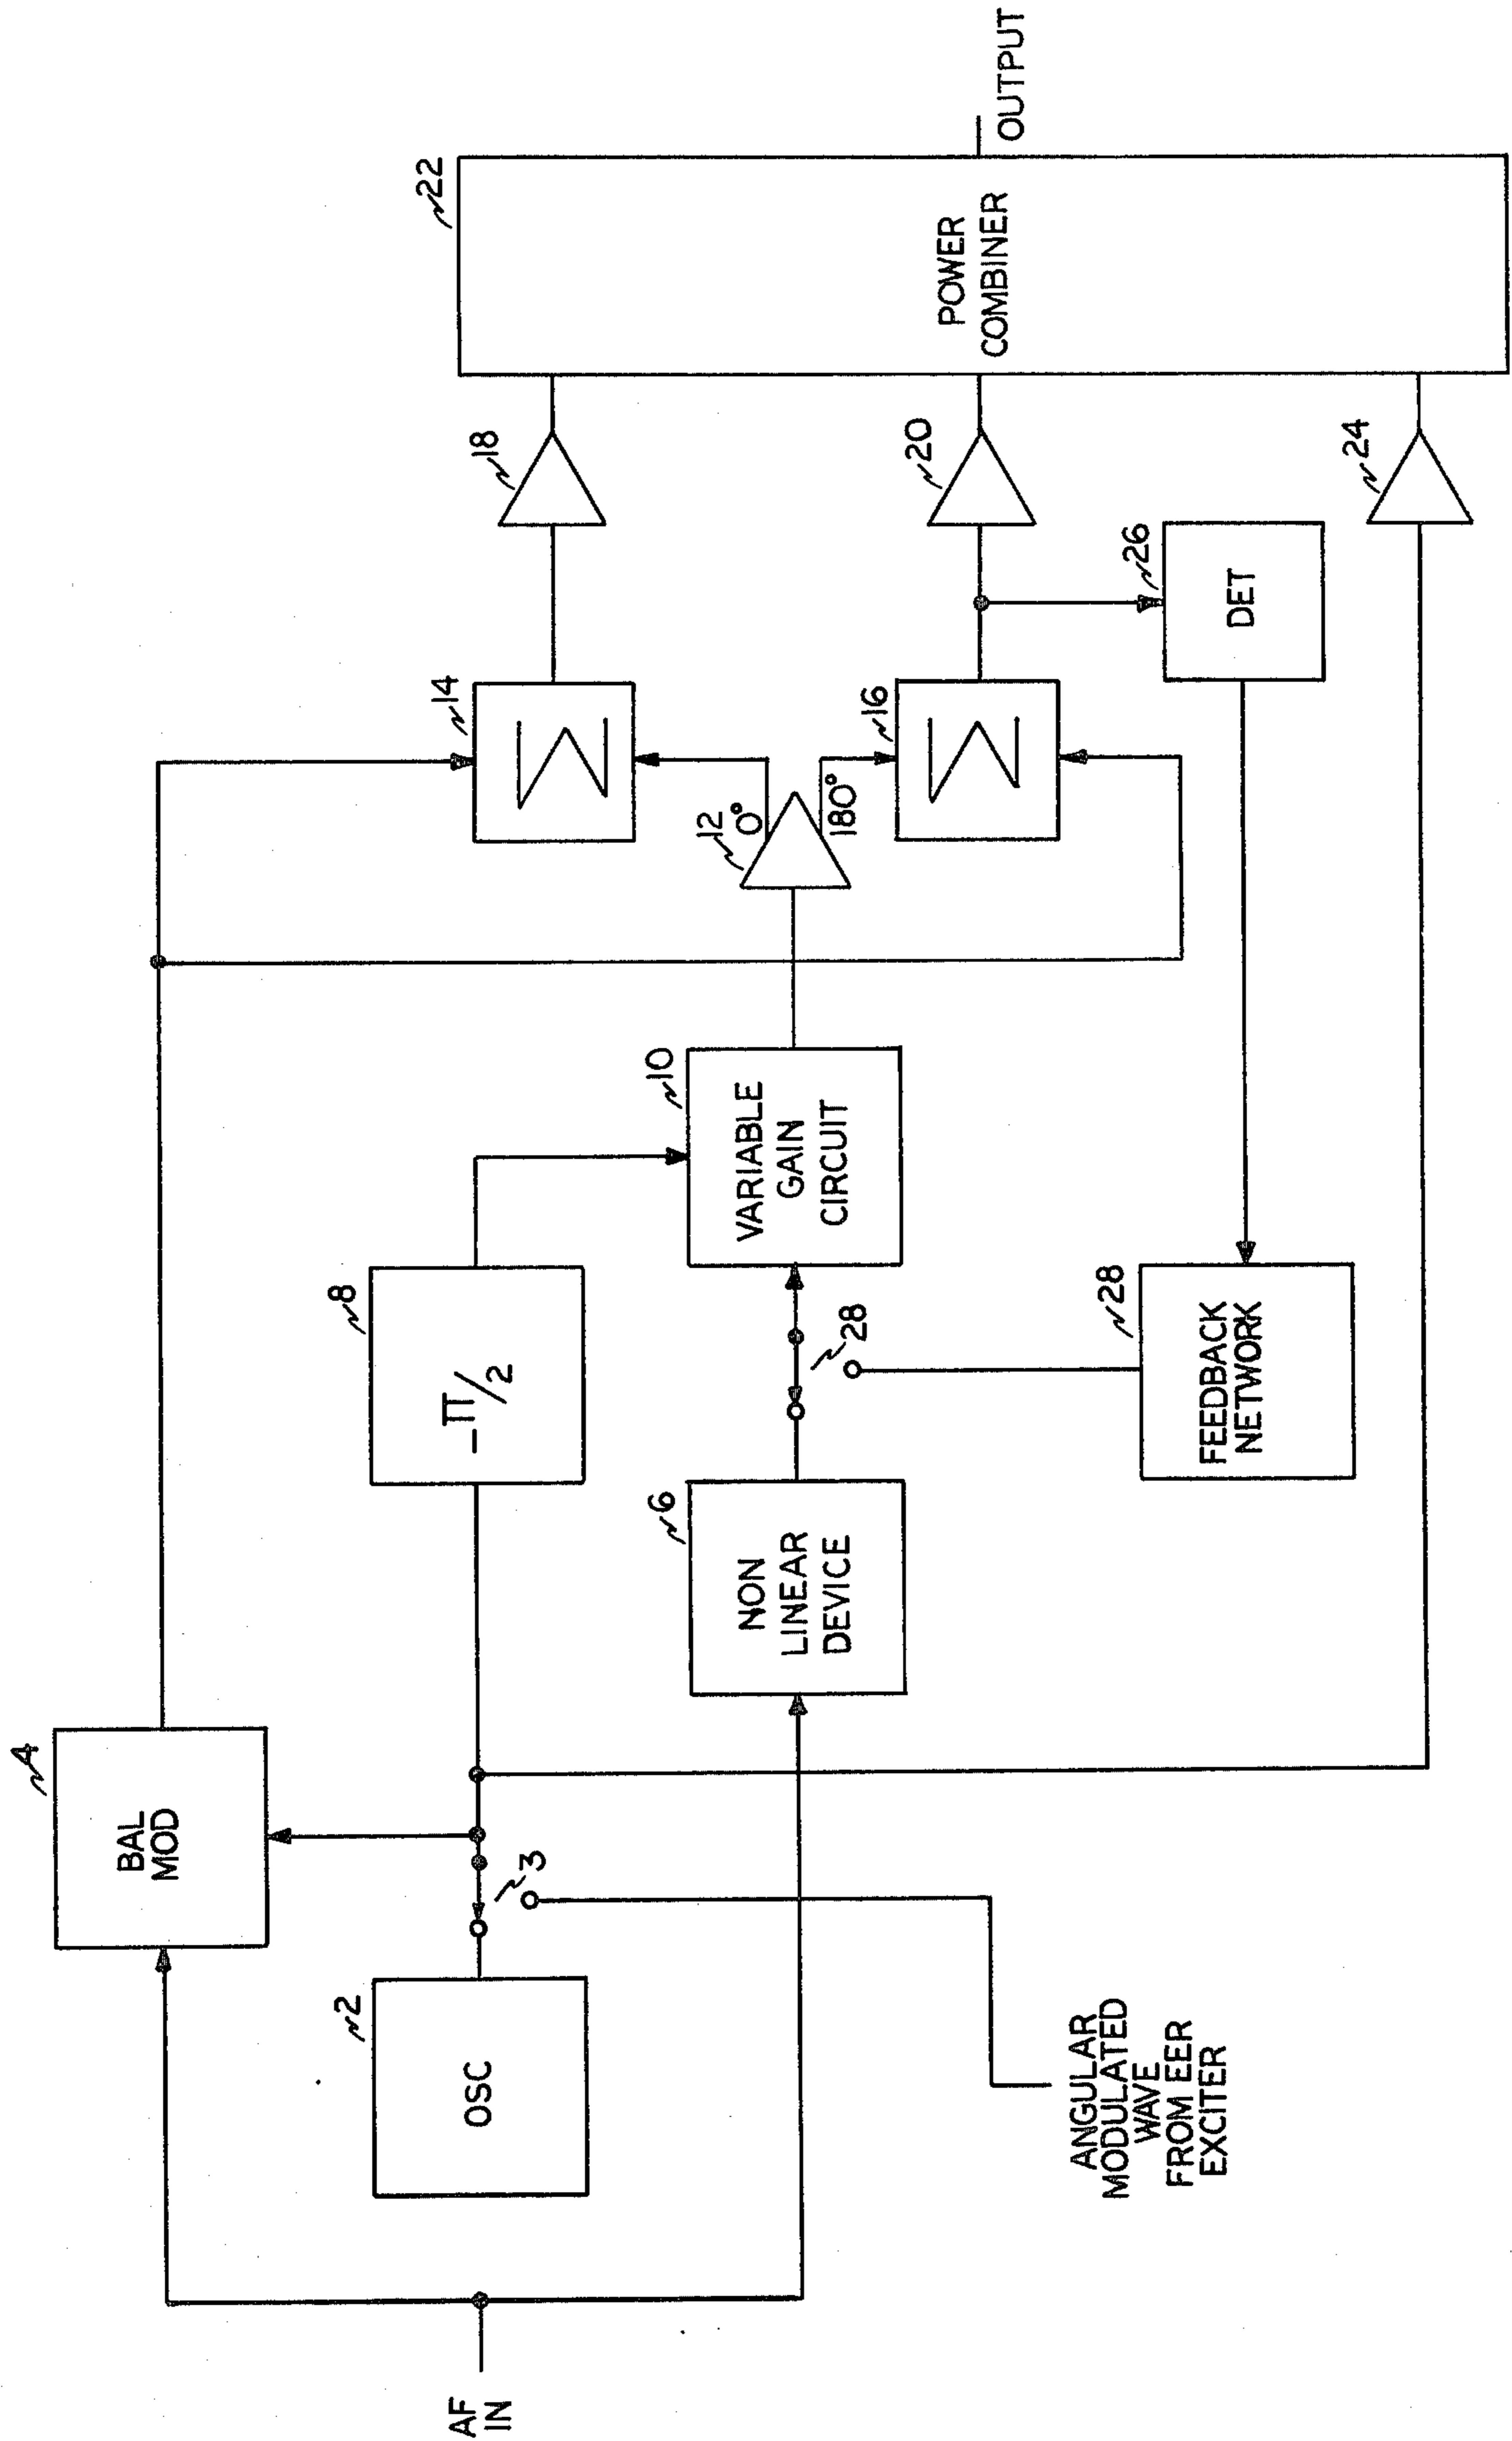 AF
IN
OSC
2
3
BAL
MOD
4
ANGULAR
MODULATED
WAVE
FROM EER
EXCITER
-π/2
8
NON
LINEAR
DEVICE
6
28
FEEDBACK
NETWORK
28
VARIABLE
GAIN
CIRCUIT
10
12
0°
180°
Σ
14
Σ
16
DET
26
18
20
24
POWER
COMBINER
22
OUTPUT